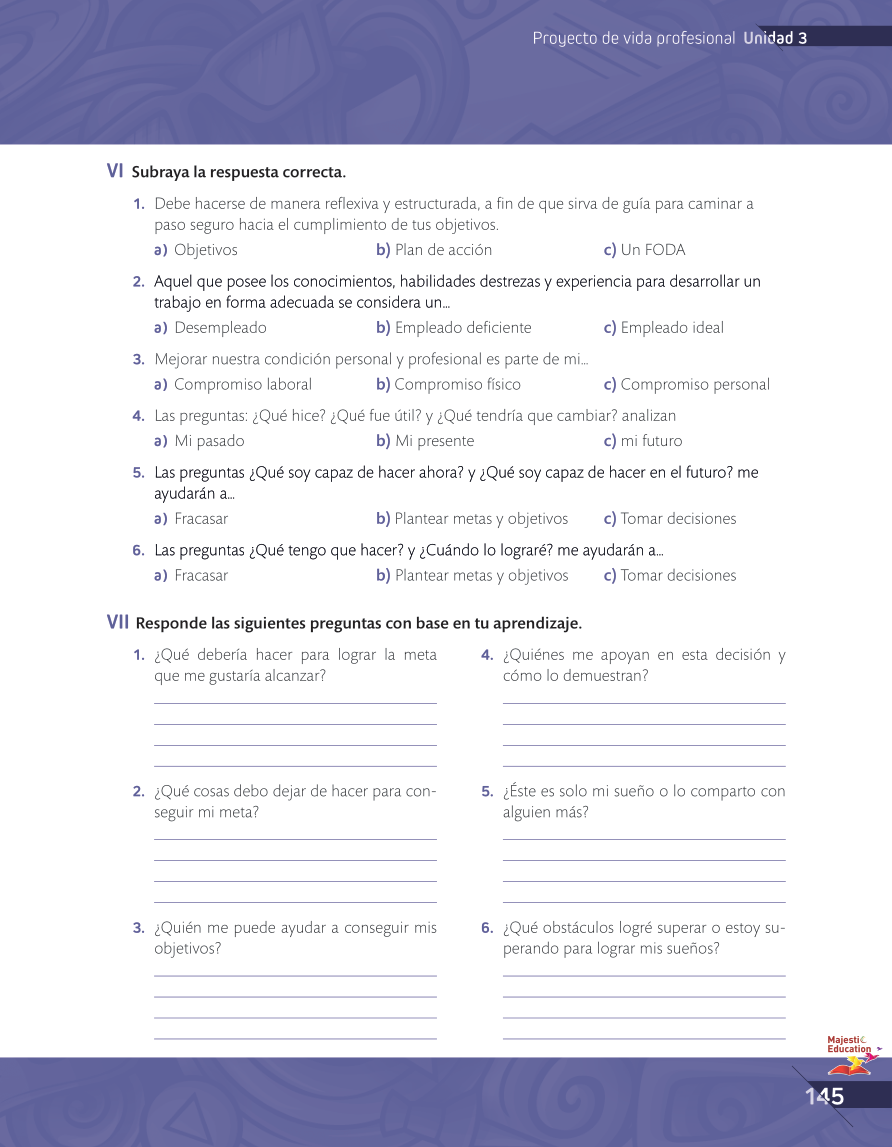 Proyecto de vida profesional Unidad 3
VI Subraya la respuesta correcta.
1. Debe hacerse de manera reflexiva y estructurada, a fin de que sirva de guía para caminar a
paso seguro hacia el cumplimiento de tus objetivos.
a) Objetivos b) Plan de acción c) Un FODA
2. Aquel que posee los conocimientos, habilidades destrezas y experiencia para desarrollar un
trabajo en forma adecuada se considera un...
a) Desempleado b) Empleado deficiente c) Empleado ideal
3. Mejorar nuestra condición personal y profesional es parte de mi...
a) Compromiso laboral b) Compromiso físico c) Compromiso personal
4. Las preguntas: ¿Qué hice? ¿Qué fue útil? y ¿Qué tendría que cambiar? analizan
a) Mi pasado b) Mi presente c) mi futuro
5. Las preguntas ¿Qué soy capaz de hacer ahora? y ¿Qué soy capaz de hacer en el futuro? me
ayudarán a...
a) Fracasar b) Plantear metas y objetivos c) Tomar decisiones
6. Las preguntas ¿Qué tengo que hacer? y ¿Cuándo lo lograré? me ayudarán a...
a) Fracasar b) Plantear metas y objetivos c) Tomar decisiones
VII Responde las siguientes preguntas con base en tu aprendizaje.
1. ¿Qué debería hacer para lograr la meta
que me gustaría alcanzar?
2. ¿Qué cosas debo dejar de hacer para con-
seguir mi meta?
3. ¿Quién me puede ayudar a conseguir mis
objetivos?
4. ¿Quiénes me apoyan en esta decisión y
cómo lo demuestran?
5. ¿Éste es solo mi sueño o lo comparto con
alguien más?
6. ¿Qué obstáculos logré superar o estoy su-
perando para lograr mis sueños?
Majestic
Education
145